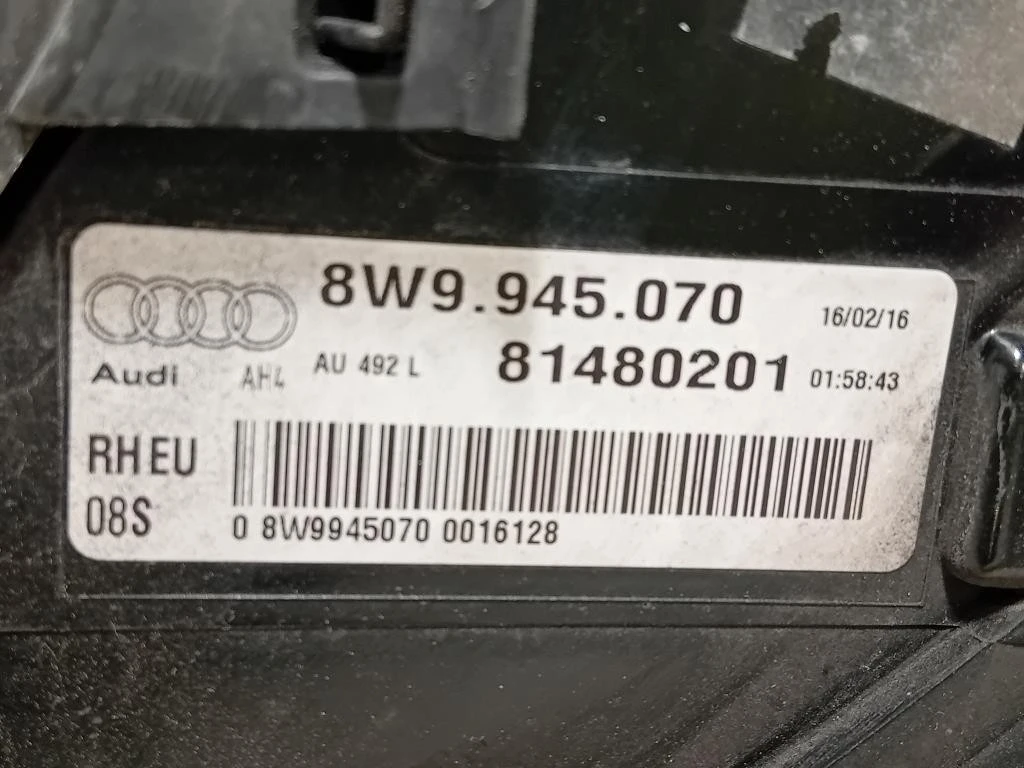 8W9.945.070 16/02/16
Audi AH4 AU 492 L 81480201 01:58:43
RH EU
08S
0 8W9945070 0016128